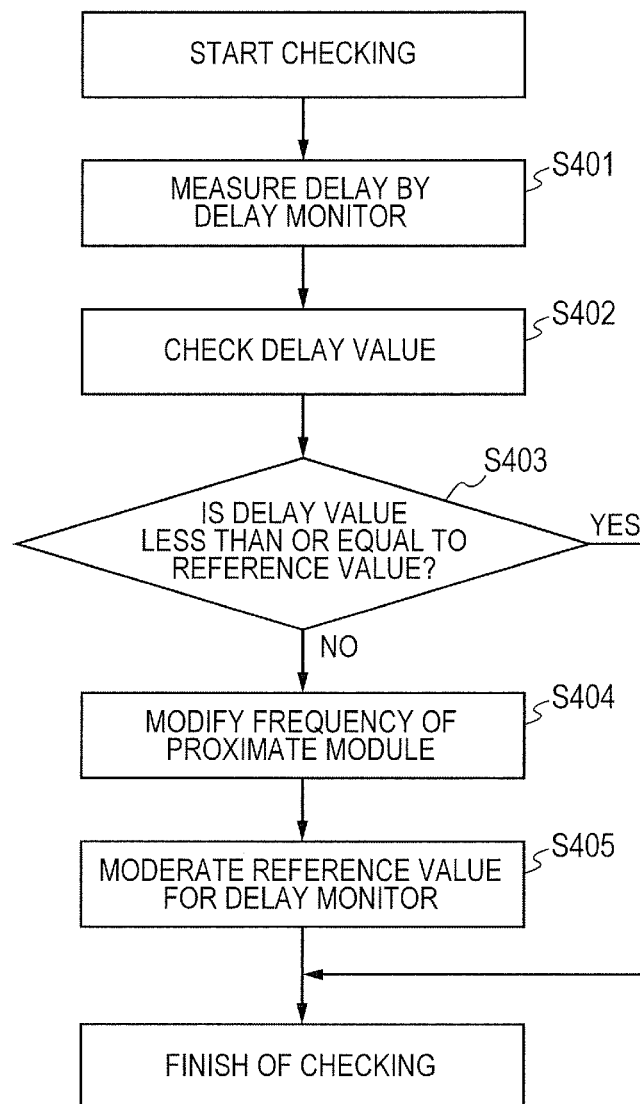 START CHECKING
S401
MEASURE DELAY BY
DELAY MONITOR
S402
CHECK DELAY VALUE
S403
IS DELAY VALUE
LESS THAN OR EQUAL TO
REFERENCE VALUE?
YES
NO
S404
MODIFY FREQUENCY OF
PROXIMATE MODULE
S405
MODERATE REFERENCE VALUE
FOR DELAY MONITOR
FINISH OF CHECKING